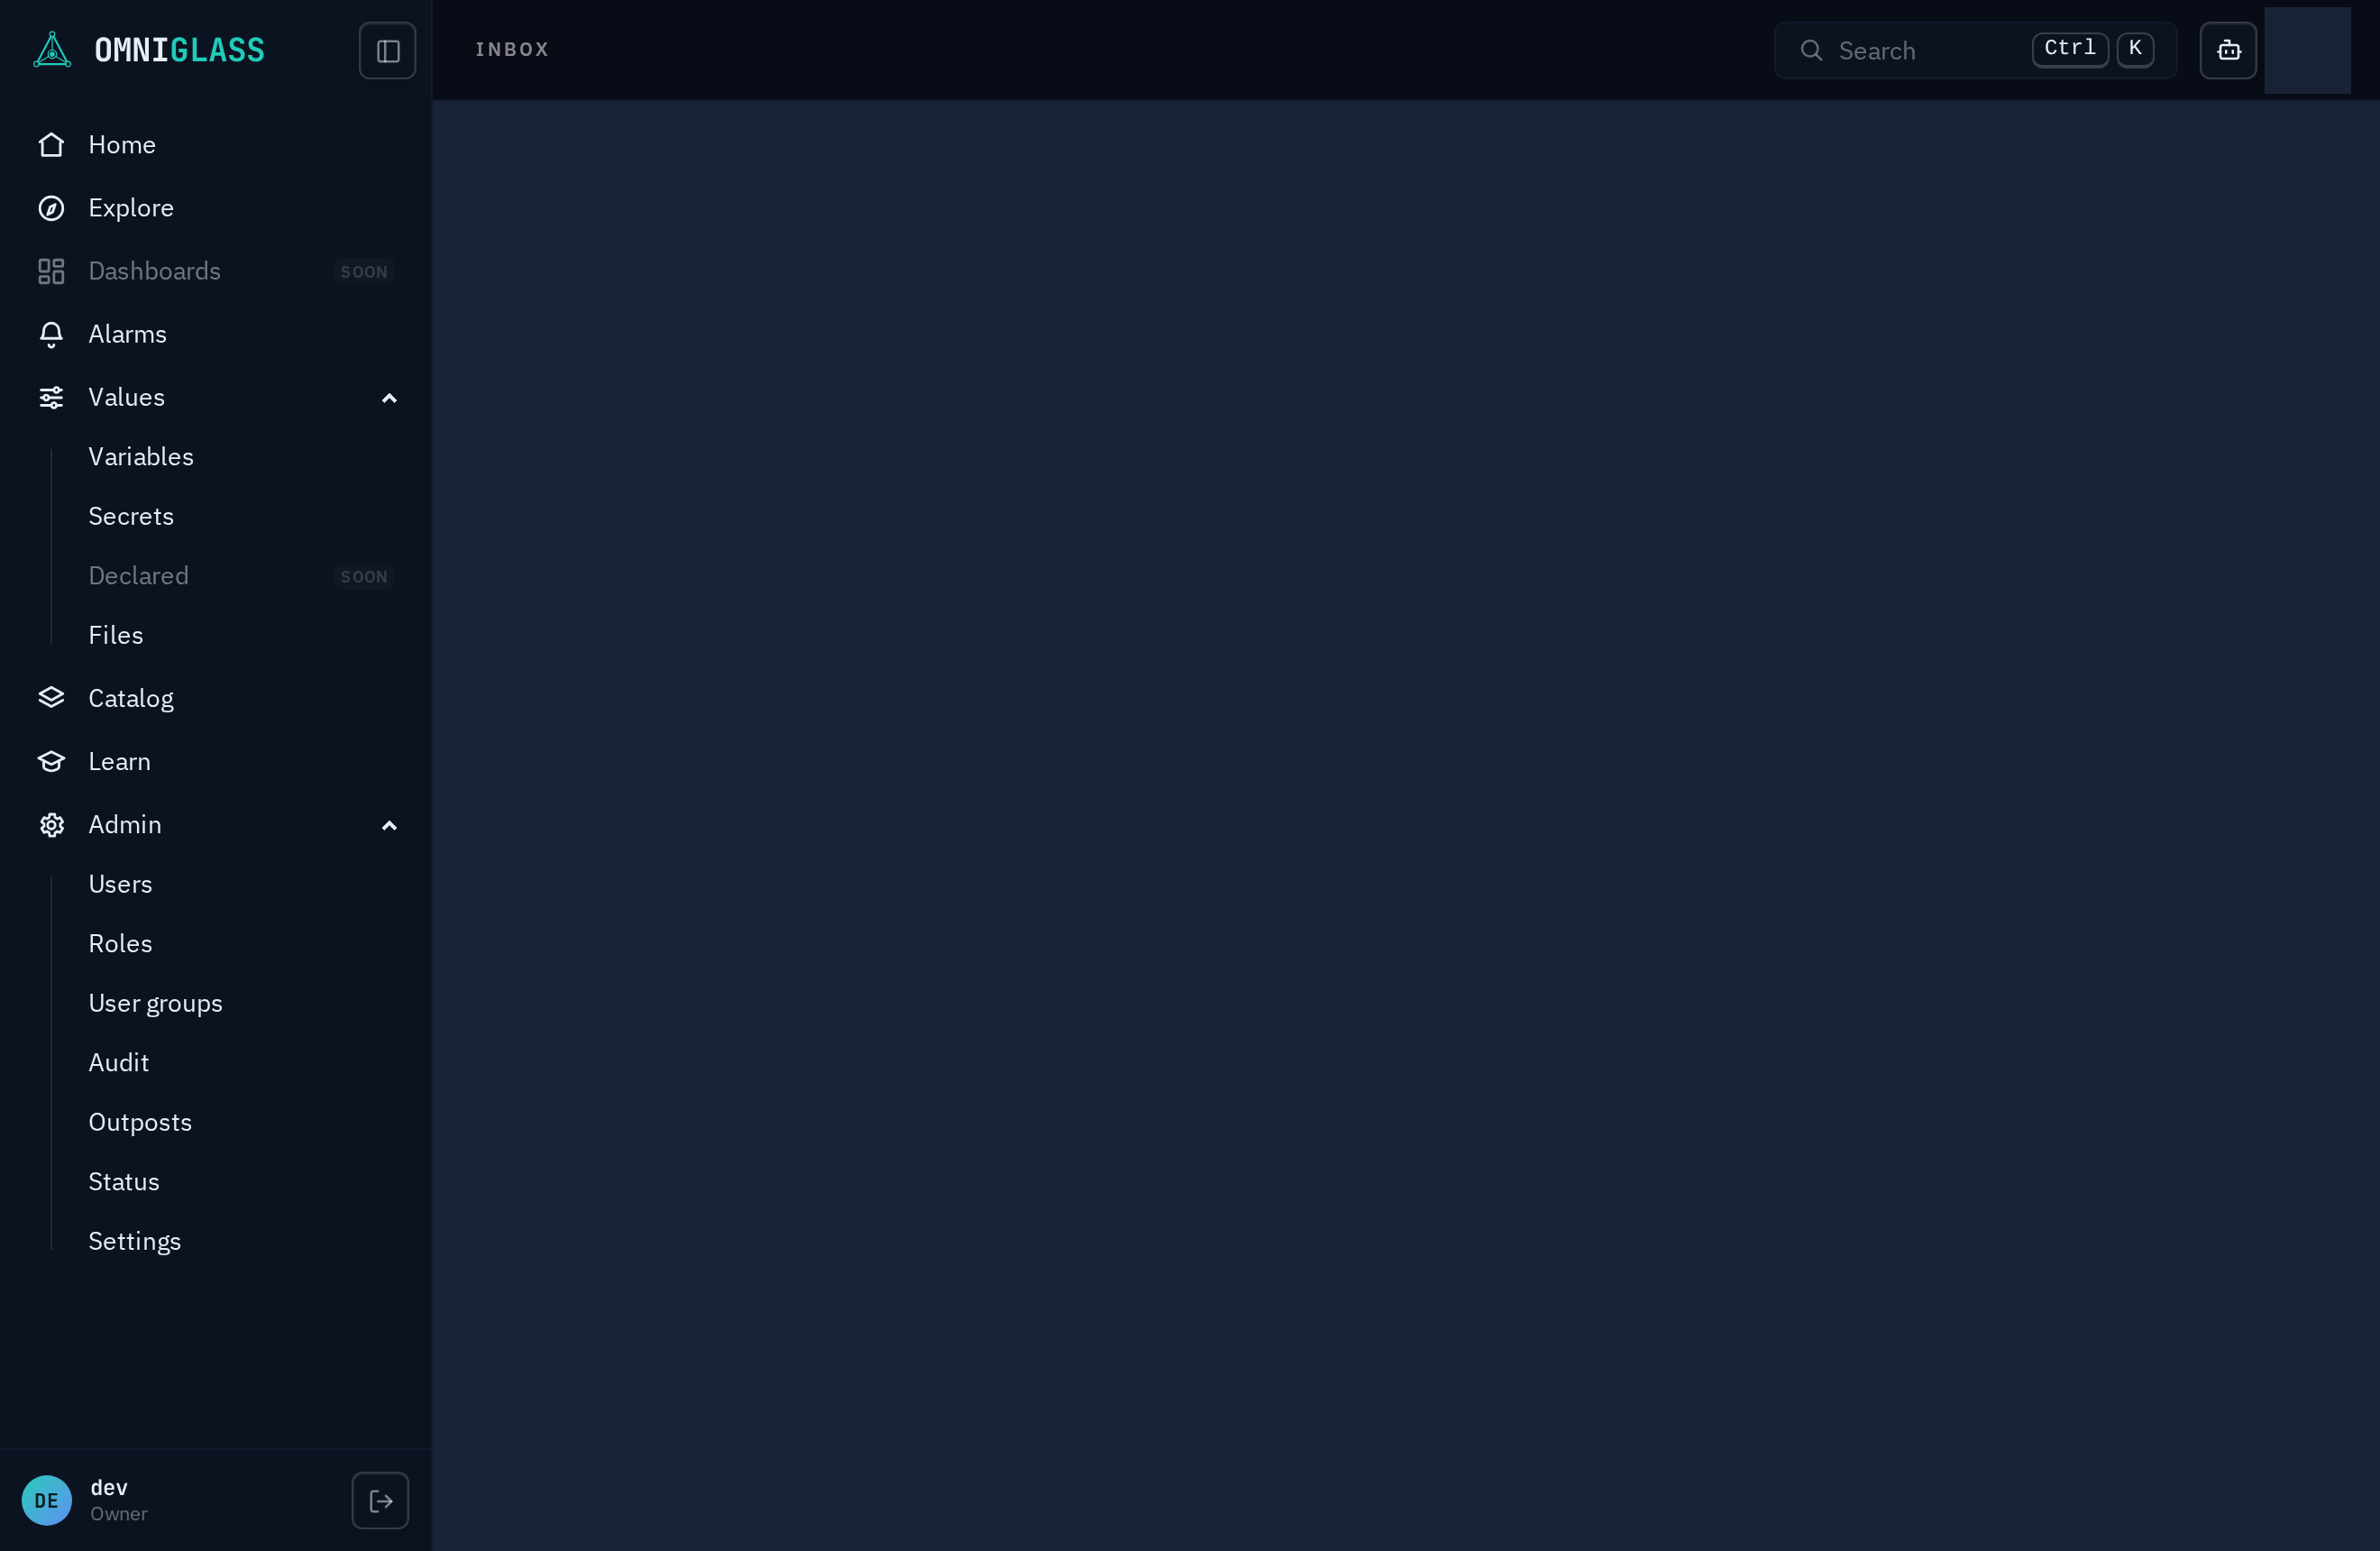 OMNIGLASS
INBOX
Search
Ctrl K
Home
Explore
Dashboards SOON
Alarms
Values
Variables
Secrets
Declared SOON
Files
Catalog
Learn
Admin
Users
Roles
User groups
Audit
Outposts
Status
Settings
DE
dev
Owner